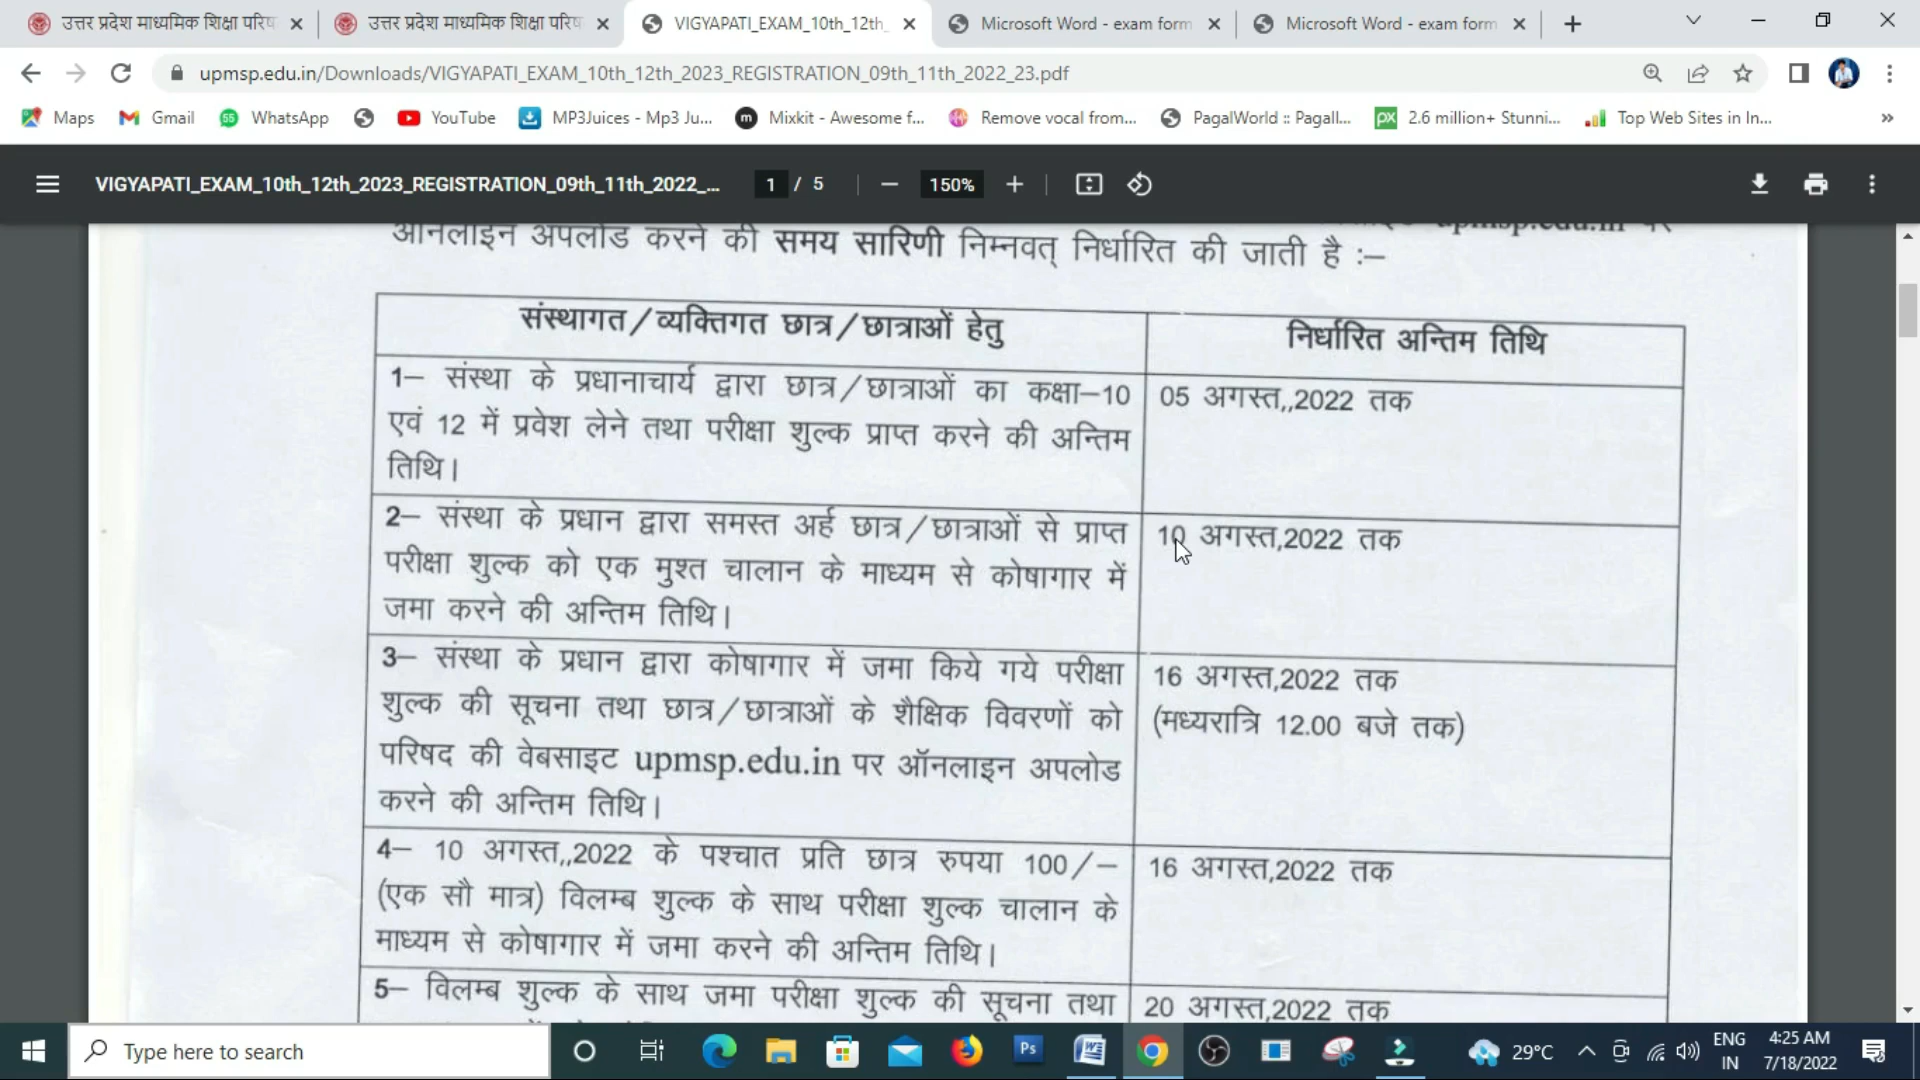 उत्तर प्रदेश माध्यमिक शिक्षा परिष
उत्तर प्रदेश माध्यमिक शिक्षा परिष
VIGYAPATI_EXAM_10th_12th_
Microsoft Word - exam form
Microsoft Word - exam form
upmsp.edu.in/Downloads/VIGYAPATI_EXAM_10th_12th_2023_REGISTRATION_09th_11th_2022_23.pdf
Maps
Gmail
55
WhatsApp
YouTube
MP3Juices - Mp3 Ju...
m
Mixkit - Awesome f...
Remove vocal from...
PagalWorld :: Pagall...
px
2.6 million+ Stunni...
Top Web Sites in In...
VIGYAPATI_EXAM_10th_12th_2023_REGISTRATION_09th_11th_2022_...
1 / 5
150%
upmsp.edu.in पर
ऑनलाइन अपलोड करने की समय सारिणी निम्नवत् निर्धारित की जाती है :–
संस्थागत/व्यक्तिगत छात्र/छात्राओं हेतु
निर्धारित अन्तिम तिथि
1– संस्था के प्रधानाचार्य द्वारा छात्र/छात्राओं का कक्षा–10
एवं 12 में प्रवेश लेने तथा परीक्षा शुल्क प्राप्त करने की अन्तिम
तिथि।
05 अगस्त,,2022 तक
2– संस्था के प्रधान द्वारा समस्त अर्ह छात्र/छात्राओं से प्राप्त
परीक्षा शुल्क को एक मुश्त चालान के माध्यम से कोषागार में
जमा करने की अन्तिम तिथि।
10 अगस्त,2022 तक
3– संस्था के प्रधान द्वारा कोषागार में जमा किये गये परीक्षा
शुल्क की सूचना तथा छात्र/छात्राओं के शैक्षिक विवरणों को
परिषद की वेबसाइट upmsp.edu.in पर ऑनलाइन अपलोड
करने की अन्तिम तिथि।
16 अगस्त,2022 तक
(मध्यरात्रि 12.00 बजे तक)
4– 10 अगस्त,,2022 के पश्चात प्रति छात्र रुपया 100/–
(एक सौ मात्र) विलम्ब शुल्क के साथ परीक्षा शुल्क चालान के
माध्यम से कोषागार में जमा करने की अन्तिम तिथि।
16 अगस्त,2022 तक
5– विलम्ब शुल्क के साथ जमा परीक्षा शुल्क की सूचना तथा
20 अगस्त,2022 तक
Type here to search
Ps
29°C
ENG
IN
4:25 AM
7/18/2022